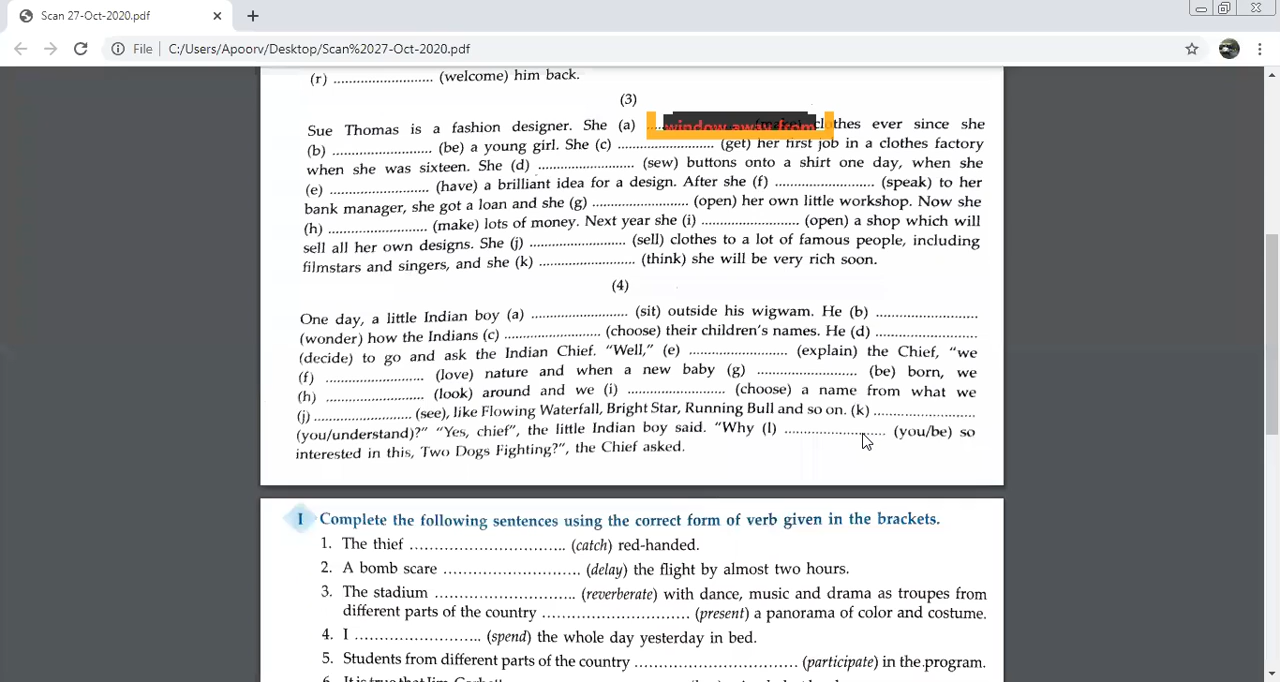 Scan 27-Oct-2020.pdf
File C:/Users/Apoorv/Desktop/Scan%2027-Oct-2020.pdf
(r) ......................... (welcome) him back.
(3)
Sue Thomas is a fashion designer. She (a) window away from (make) clothes ever since she
(b) ......................... (be) a young girl. She (c) ......................... (get) her first job in a clothes factory
when she was sixteen. She (d) ......................... (sew) buttons onto a shirt one day, when she
(e) ......................... (have) a brilliant idea for a design. After she (f) ......................... (speak) to her
bank manager, she got a loan and she (g) ......................... (open) her own little workshop. Now she
(h) ......................... (make) lots of money. Next year she (i) ......................... (open) a shop which will
sell all her own designs. She (j) ......................... (sell) clothes to a lot of famous people, including
filmstars and singers, and she (k) ......................... (think) she will be very rich soon.
(4)
One day, a little Indian boy (a) ......................... (sit) outside his wigwam. He (b) .........................
(wonder) how the Indians (c) ......................... (choose) their children's names. He (d) .........................
(decide) to go and ask the Indian Chief. "Well," (e) ......................... (explain) the Chief, "we
(f) ......................... (love) nature and when a new baby (g) ......................... (be) born, we
(h) ......................... (look) around and we (i) ......................... (choose) a name from what we
(j) ......................... (see), like Flowing Waterfall, Bright Star, Running Bull and so on. (k) .........................
(you/understand)?" "Yes, chief", the little Indian boy said. "Why (l) ......................... (you/be) so
interested in this, Two Dogs Fighting?", the Chief asked.
I Complete the following sentences using the correct form of verb given in the brackets.
1. The thief .............................. (catch) red-handed.
2. A bomb scare .............................. (delay) the flight by almost two hours.
3. The stadium .............................. (reverberate) with dance, music and drama as troupes from
different parts of the country .............................. (present) a panorama of color and costume.
4. I ......................... (spend) the whole day yesterday in bed.
5. Students from different parts of the country .............................. (participate) in the program.